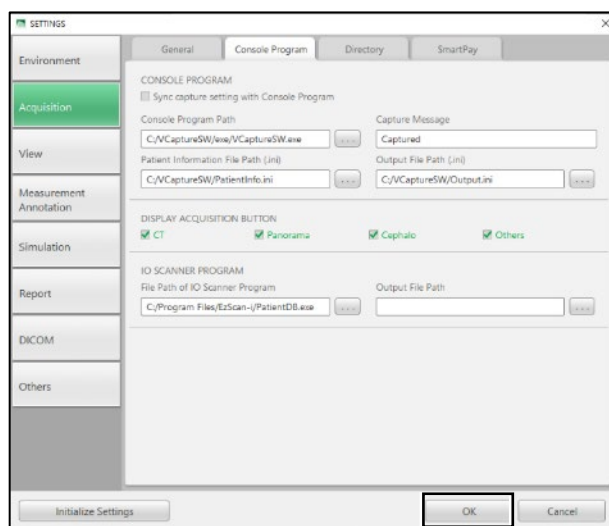 SETTINGS
Environment
Acquisition
View
Measurement
Annotation
Simulation
Report
DICOM
Others
General
Console Program
Directory
SmartPay
CONSOLE PROGRAM
Sync capture setting with Console Program
Console Program Path
Capture Message
C:/VCaptureSW/exe/VCaptureSW.exe
...
Captured
Patient Information File Path (.ini)
Output File Path (.ini)
C:/VCaptureSW/PatientInfo.ini
...
C:/VCaptureSW/Output.ini
...
DISPLAY ACQUISITION BUTTON
CT
Panorama
Cephalo
Others
IO SCANNER PROGRAM
File Path of IO Scanner Program
Output File Path
C:/Program Files/EzScan-i/PatientDB.exe
...
...
Initialize Settings
OK
Cancel